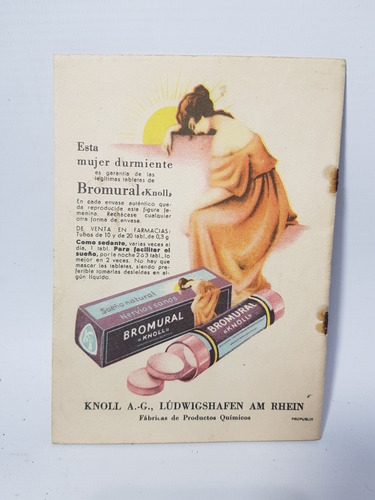 Esta
mujer durmiente
es garantía de las
legítimas tabletas de
Bromural «Knoll»
En cada envase auténtico que-
da reproducida esta figura fe-
menina. Rechácese cualquier
otra forma de envase.
DE VENTA EN FARMACIAS:
Tubos de 10 y de 20 tabl. de 0,3 g
Como sedante, varias veces al
día, 1 tabl. Para facilitar el
sueño, por la noche 2 o 3 tabl., lo
mejor en 2 veces. No hay que
mascar las tabletas, siendo pre-
ferible tomarlas desleídas en al-
gún líquido.
Sueño natural
Nervios sanos
BROMURAL
«KNOLL»
BROMURAL
«KNOLL»
KNOLL A.-G., LÚDWIGSHAFEN AM RHEIN
Fábricas de Productos Químicos